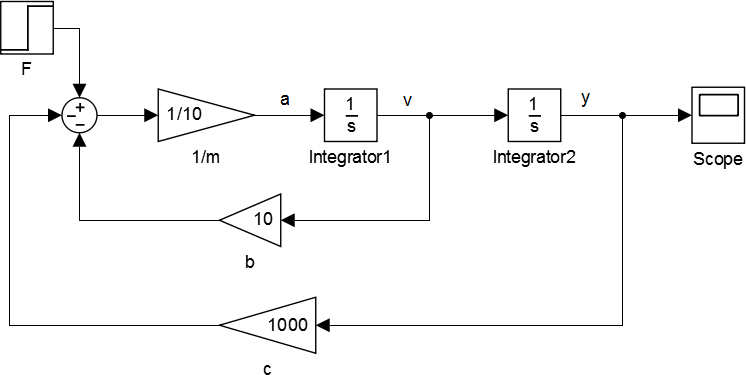 F
+
−
−
1/10
1/m
a
1
s
Integrator1
v
1
s
Integrator2
y
Scope
10
b
1000
c